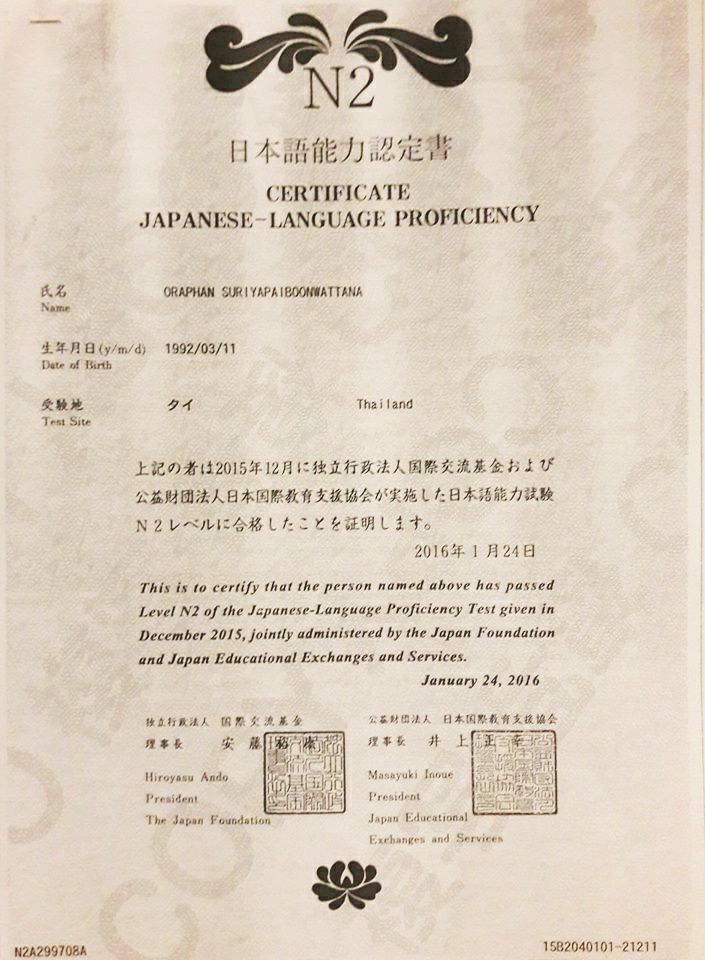 N2
日本語能力認定書
CERTIFICATE
JAPANESE-LANGUAGE PROFICIENCY
氏名 ORAPHAN SURIYAPAIBOONWATTANA
Name
生年月日(y/m/d) 1992/03/11
Date of Birth
受験地 タイ Thailand
Test Site
上記の者は2015年12月に独立行政法人国際交流基金および
公益財団法人日本国際教育支援協会が実施した日本語能力試験
N2レベルに合格したことを証明します。
2016年1月24日
This is to certify that the person named above has passed
Level N2 of the Japanese-Language Proficiency Test given in
December 2015, jointly administered by the Japan Foundation
and Japan Educational Exchanges and Services.
January 24, 2016
独立行政法人 国際交流基金
理事長 安藤裕康
Hiroyasu Ando
President
The Japan Foundation
公益財団法人 日本国際教育支援協会
理事長 井上正幸
Masayuki Inoue
President
Japan Educational
Exchanges and Services
N2A299708A
15B2040101-21211